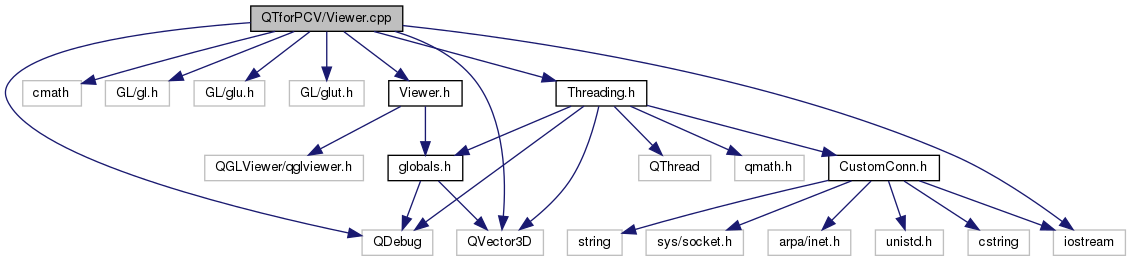 QTforPCV/Viewer.cpp
cmath
GL/gl.h
GL/glu.h
GL/glut.h
Viewer.h
Threading.h
QGLViewer/qglviewer.h
globals.h
QThread
qmath.h
CustomConn.h
QDebug
QVector3D
string
sys/socket.h
arpa/inet.h
unistd.h
cstring
iostream